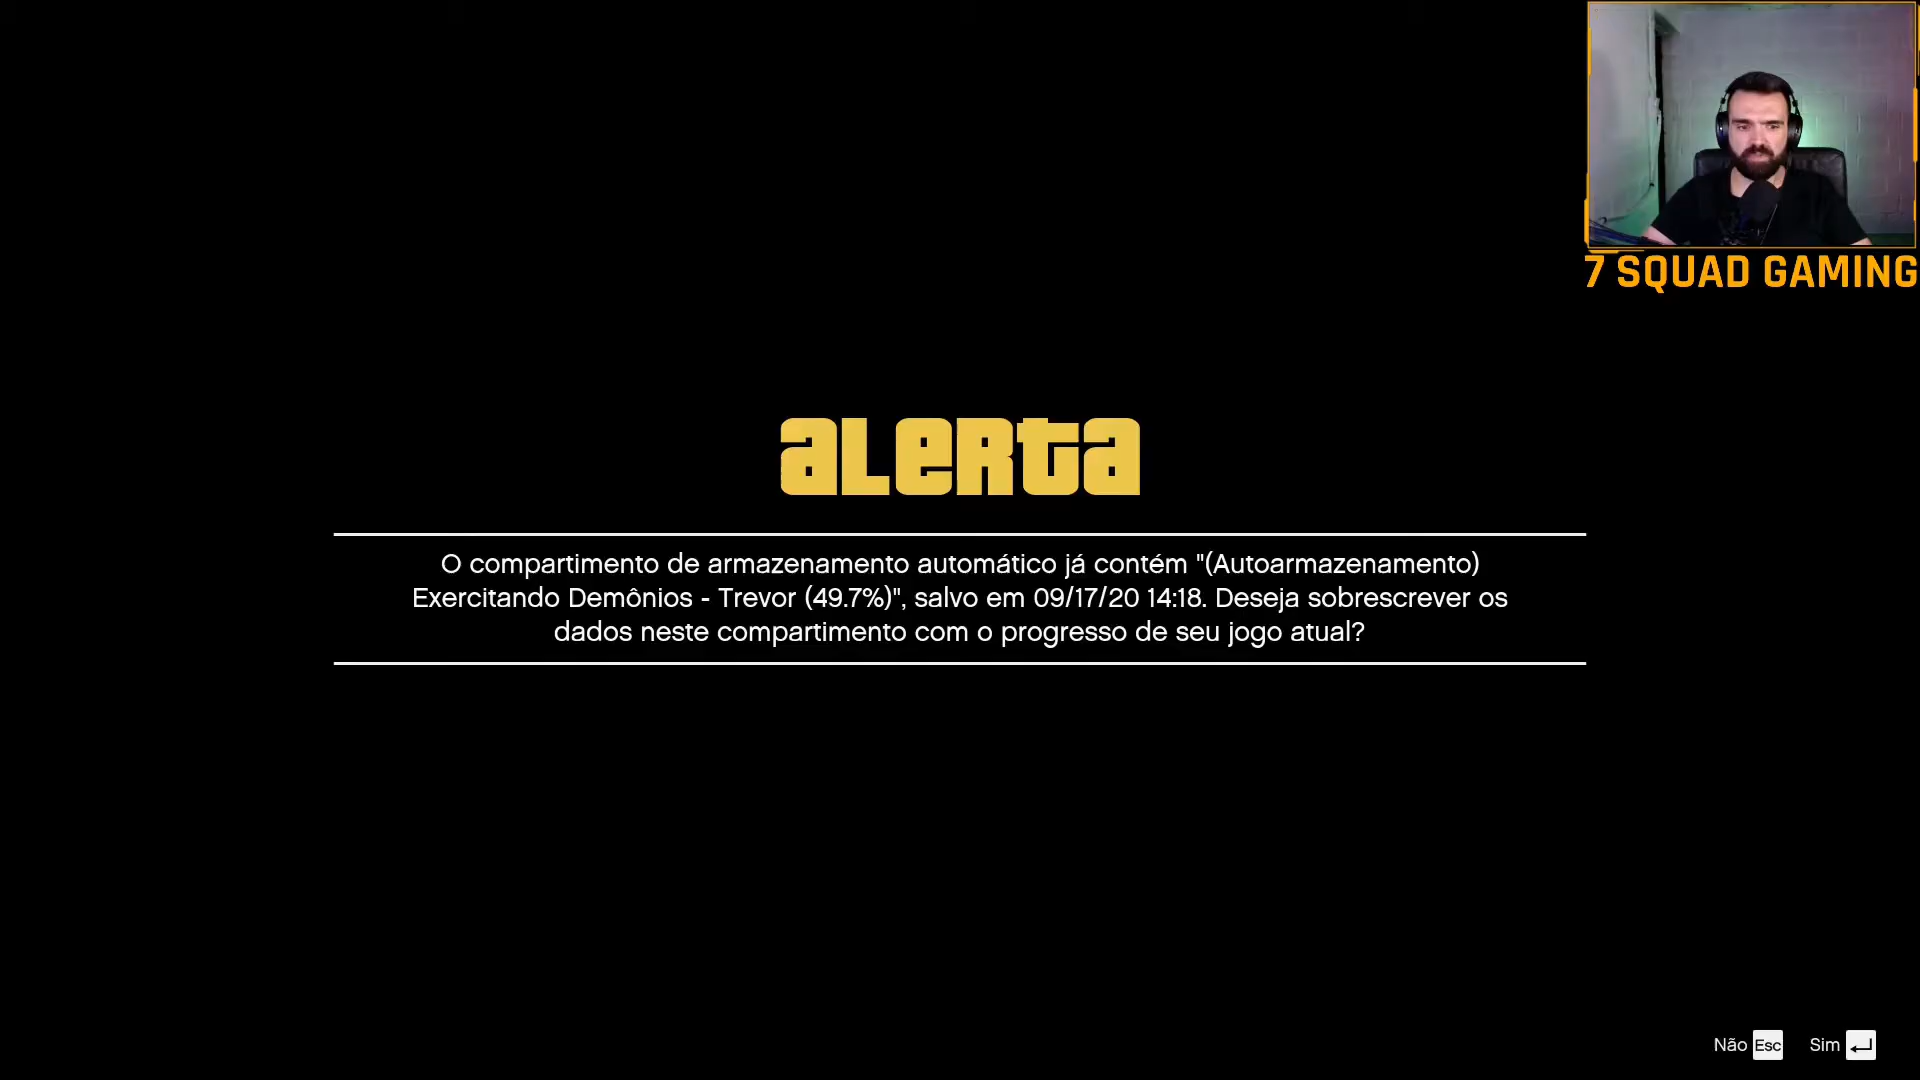 7 SQUAD GAMING
ALERTA
O compartimento de armazenamento automático já contém "(Autoarmazenamento)
Exercitando Demônios - Trevor (49.7%)", salvo em 09/17/20 14:18. Deseja sobrescrever os
dados neste compartimento com o progresso de seu jogo atual?
Não Esc Sim